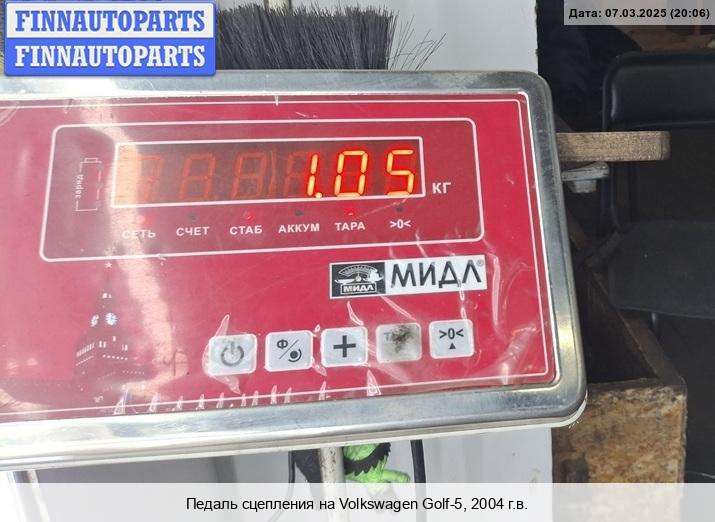 FINNAUTOPARTS
FINNAUTOPARTS
Дата: 07.03.2025 (20:06)
заряд
1.05 КГ
СЕТЬ СЧЕТ СТАБ АККУМ ТАРА >0<
МИДЛ МИДЛ®
Ф/ + >0<
Педаль сцепления на Volkswagen Golf-5, 2004 г.в.